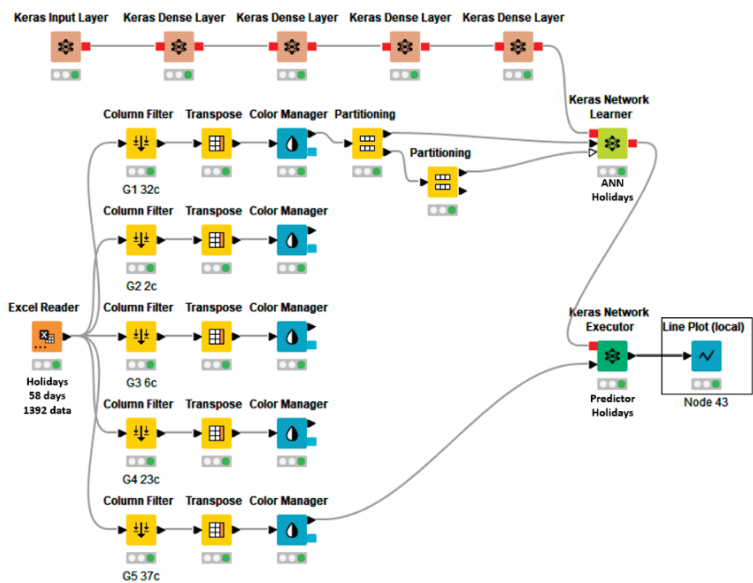 Keras Input Layer Keras Dense Layer Keras Dense Layer Keras Dense Layer Keras Dense Layer
Keras Network
Learner
ANN
Holidays
Column Filter Transpose Color Manager Partitioning
G1 32c
Partitioning
Column Filter Transpose Color Manager
G2 2c
Excel Reader
Holidays
58 days
1392 data
Column Filter Transpose Color Manager
G3 6c
Keras Network
Executor
Predictor
Holidays
Line Plot (local)
Node 43
Column Filter Transpose Color Manager
G4 23c
Column Filter Transpose Color Manager
G5 37c